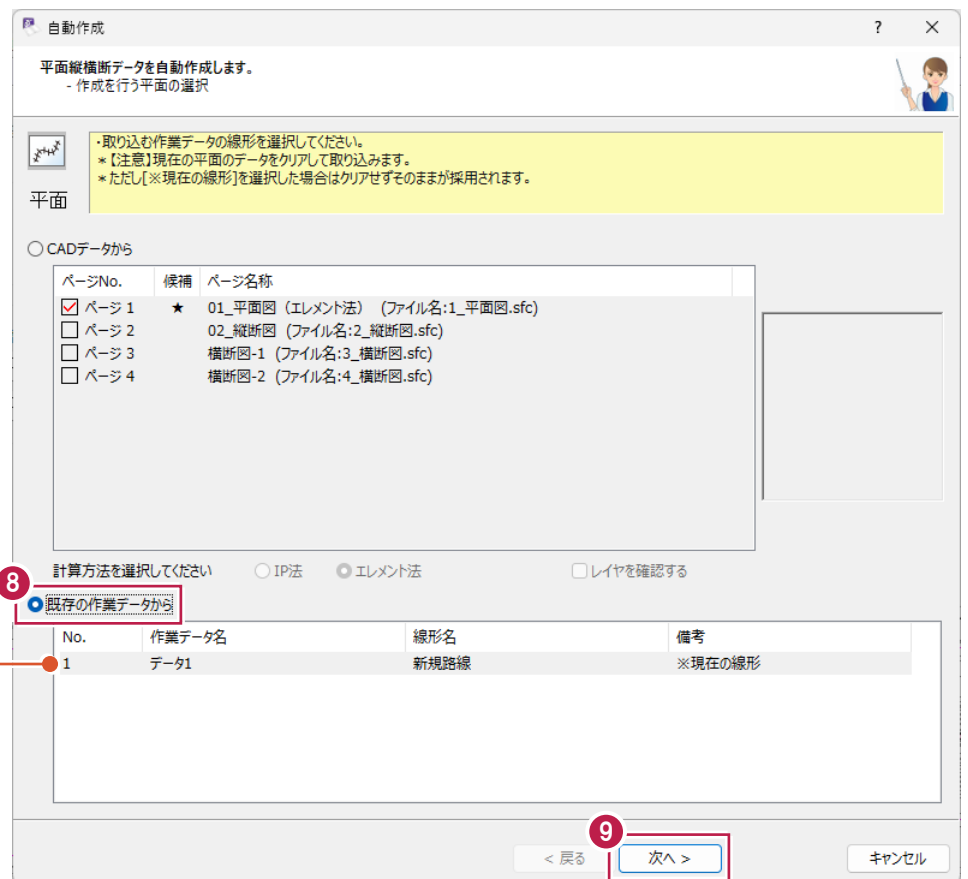 自動作成 ? ×
平面縦横断データを自動作成します。
- 作成を行う平面の選択
・取り込む作業データの線形を選択してください。
＊【注意】現在の平面のデータをクリアして取り込みます。
＊ただし[※現在の線形]を選択した場合はクリアせずそのままが採用されます。
平面
CADデータから
ページNo. 候補 ページ名称
ページ 1 ★ 01_平面図（エレメント法） (ファイル名:1_平面図.sfc)
ページ 2 02_縦断図 (ファイル名:2_縦断図.sfc)
ページ 3 横断図-1 (ファイル名:3_横断図.sfc)
ページ 4 横断図-2 (ファイル名:4_横断図.sfc)
計算方法を選択してください IP法 エレメント法 レイヤを確認する
8
既存の作業データから
No. 作業データ名 線形名 備考
1 データ1 新規路線 ※現在の線形
9
< 戻る 次へ > キャンセル